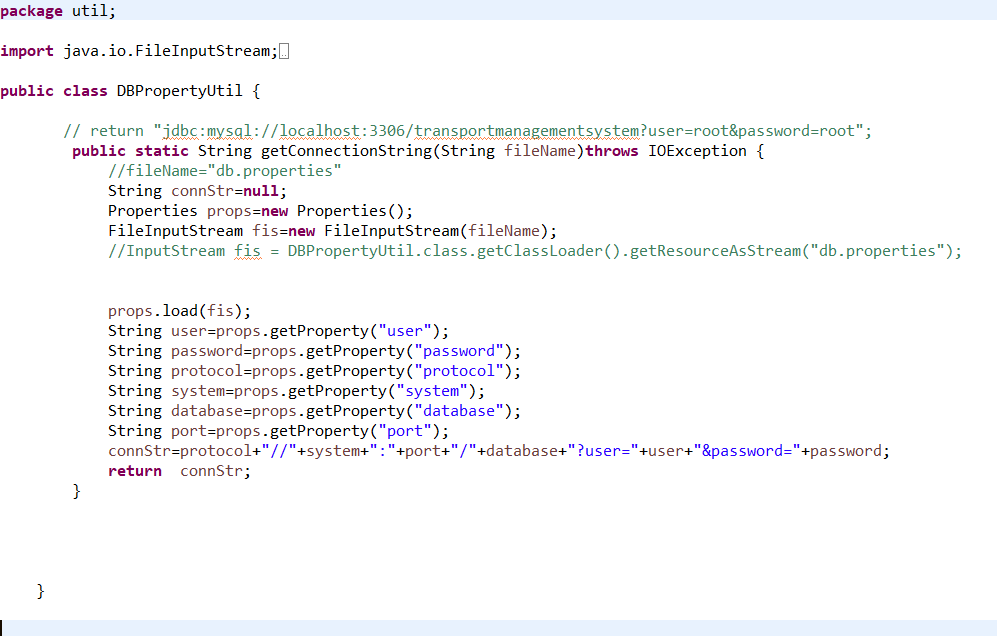 package util;
import java.io.FileInputStream;
public class DBPropertyUtil {
// return "jdbc:mysql://localhost:3306/transportmanagementsystem?user=root&password=root";
public static String getConnectionString(String fileName)throws IOException {
//fileName="db.properties"
String connStr=null;
Properties props=new Properties();
FileInputStream fis=new FileInputStream(fileName);
//InputStream fis = DBPropertyUtil.class.getClassLoader().getResourceAsStream("db.properties");
props.load(fis);
String user=props.getProperty("user");
String password=props.getProperty("password");
String protocol=props.getProperty("protocol");
String system=props.getProperty("system");
String database=props.getProperty("database");
String port=props.getProperty("port");
connStr=protocol+"//"+system+":"+port+"/"+database+"?user="+user+"&password="+password;
return  connStr;
}
}